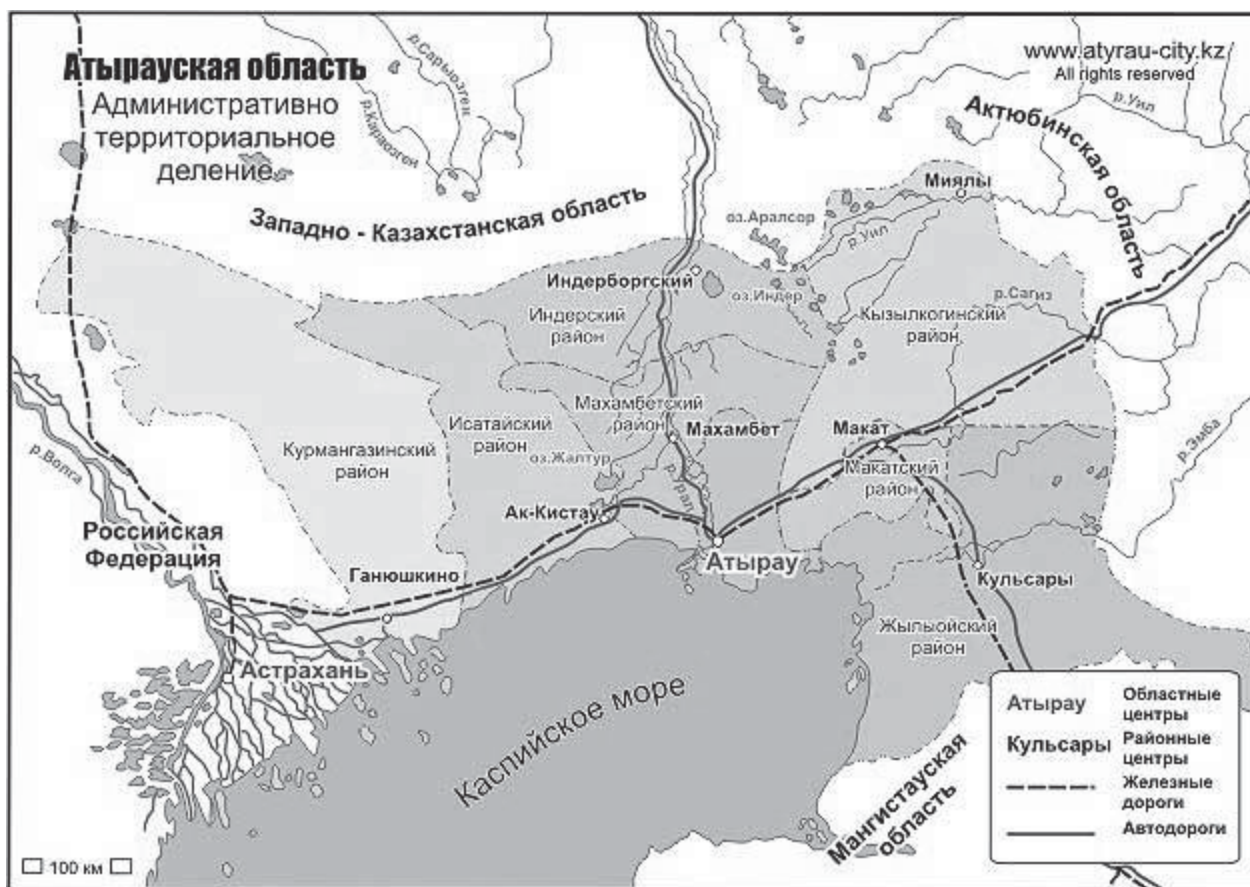 Атырауская область
Административно
территориальное
деление
www.atyrau-city.kz
All rights reserved
р.Сарыозген
р.Караозген
р.Уил
Актюбинская область
Западно - Казахстанская область
Миялы
оз.Аралсор
р.Уил
Индерборгский
оз.Индер
р.Сагиз
Индерский
район
Кызылкогинский
район
Махамбетский
район
Исатайский
район
Махамбет
Макат
оз.Жалтур
Курмангазинский
район
Макатский
район
р.Эмба
р.Волга
р.Урал
Ак-Кистау
Российская
Федерация
Атырау
Ганюшкино
Кульсары
Жылыойский
район
Астрахань
Каспийское море
Мангистауская
область
Атырау
Областные
центры
Кульсары
Районные
центры
Железные
дороги
Автодороги
100 км